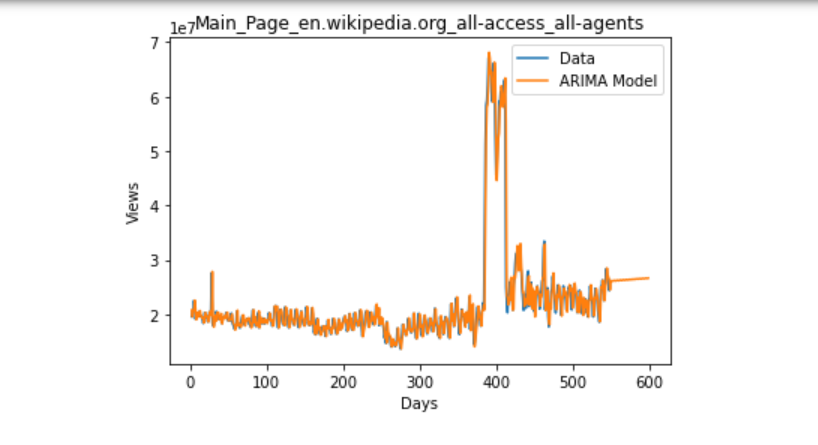 1e7 Main_Page_en.wikipedia.org_all-access_all-agents
7
Data
ARIMA Model
6
5
4
3
2
Views
0 100 200 300 400 500 600
Days